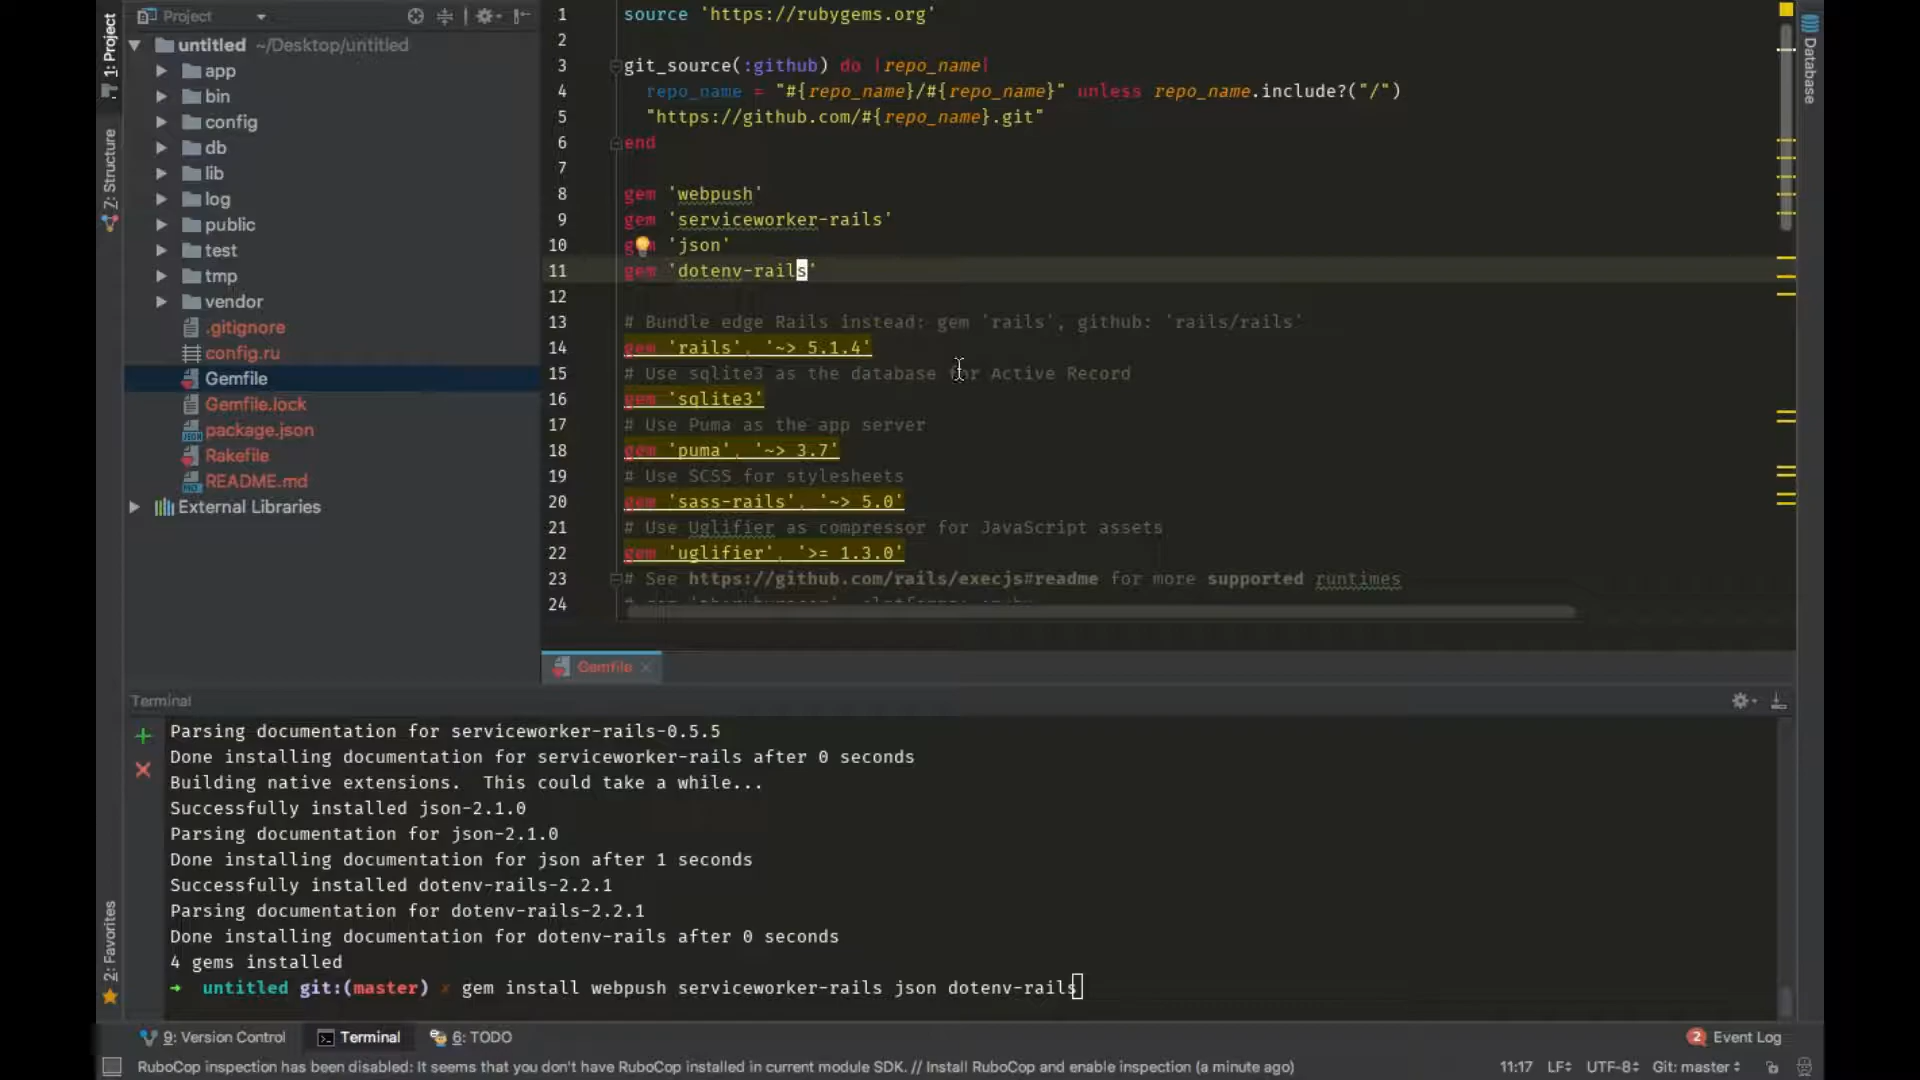 1: Project
Z: Structure
2: Favorites
Project
untitled ~/Desktop/untitled
app
bin
config
db
lib
log
public
test
tmp
vendor
.gitignore
config.ru
Gemfile
Gemfile.lock
package.json
Rakefile
README.md
External Libraries
1 source 'https://rubygems.org'
2
3 git_source(:github) do |repo_name|
4 repo_name = "#{repo_name}/#{repo_name}" unless repo_name.include?("/")
5 "https://github.com/#{repo_name}.git"
6 end
7
8 gem 'webpush'
9 gem 'serviceworker-rails'
10 gem 'json'
11 gem 'dotenv-rails'
12
13 # Bundle edge Rails instead: gem 'rails', github: 'rails/rails'
14 gem 'rails', '~> 5.1.4'
15 # Use sqlite3 as the database for Active Record
16 gem 'sqlite3'
17 # Use Puma as the app server
18 gem 'puma', '~> 3.7'
19 # Use SCSS for stylesheets
20 gem 'sass-rails', '~> 5.0'
21 # Use Uglifier as compressor for JavaScript assets
22 gem 'uglifier', '>= 1.3.0'
23 # See https://github.com/rails/execjs#readme for more supported runtimes
24
Database
Gemfile
Terminal
Parsing documentation for serviceworker-rails-0.5.5
Done installing documentation for serviceworker-rails after 0 seconds
Building native extensions. This could take a while...
Successfully installed json-2.1.0
Parsing documentation for json-2.1.0
Done installing documentation for json after 1 seconds
Successfully installed dotenv-rails-2.2.1
Parsing documentation for dotenv-rails-2.2.1
Done installing documentation for dotenv-rails after 0 seconds
4 gems installed
→ untitled git:(master) ✗ gem install webpush serviceworker-rails json dotenv-rails
9: Version Control Terminal 6: TODO 2 Event Log
RuboCop inspection has been disabled: It seems that you don't have RuboCop installed in current module SDK. // Install RuboCop and enable inspection (a minute ago) 11:17 LF UTF-8 Git: master